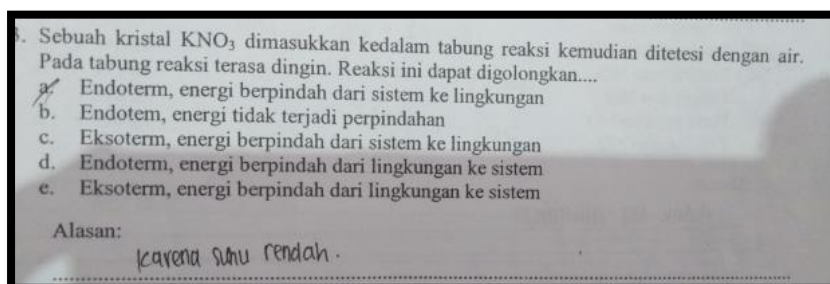 3. Sebuah kristal KNO₃ dimasukkan kedalam tabung reaksi kemudian ditetesi dengan air.
Pada tabung reaksi terasa dingin. Reaksi ini dapat digolongkan....
a. Endoterm, energi berpindah dari sistem ke lingkungan
b. Endotem, energi tidak terjadi perpindahan
c. Eksoterm, energi berpindah dari sistem ke lingkungan
d. Endoterm, energi berpindah dari lingkungan ke sistem
e. Eksoterm, energi berpindah dari lingkungan ke sistem
Alasan:
karena suhu rendah.